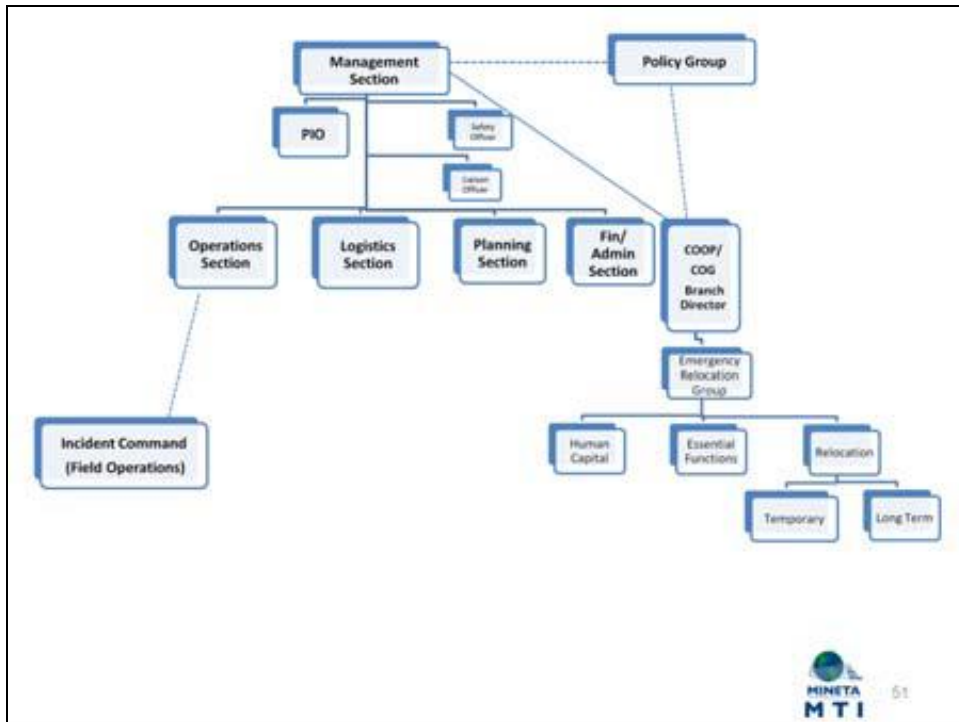 Management
Section
Policy Group
PIO
Safety
Officer
Liaison
Officer
Operations
Section
Logistics
Section
Planning
Section
Fin/
Admin
Section
COOP/
COG
Branch
Director
Emergency
Relocation
Group
Incident Command
(Field Operations)
Human
Capital
Essential
Functions
Relocation
Temporary
Long Term
MINETA
MTI
51